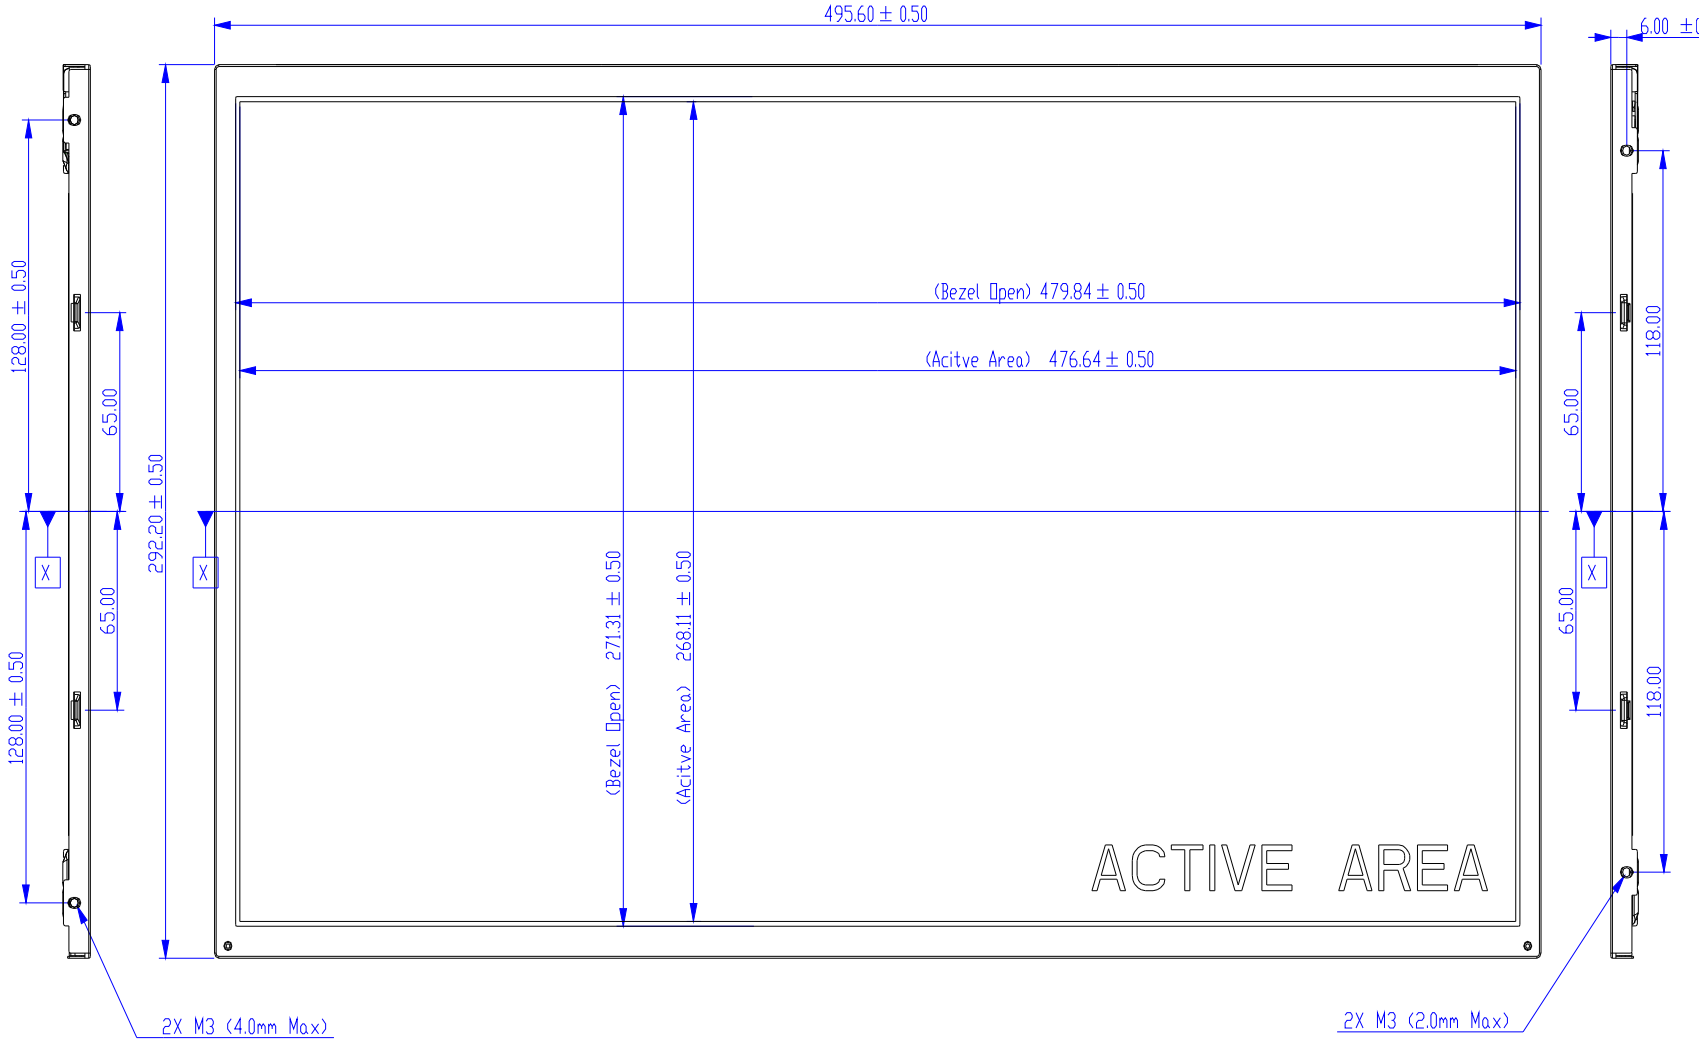 495.60 ± 0.50
6.00 ±
(Bezel Open) 479.84 ± 0.50
(Acitve Area) 476.64 ± 0.50
128.00 ± 0.50
65.00
292.20 ± 0.50
118.00
65.00
X
X
X
128.00 ± 0.50
65.00
(Bezel Open) 271.31 ± 0.50
(Acitve Area) 268.11 ± 0.50
65.00
118.00
ACTIVE AREA
2X M3 (4.0mm Max)
2X M3 (2.0mm Max)